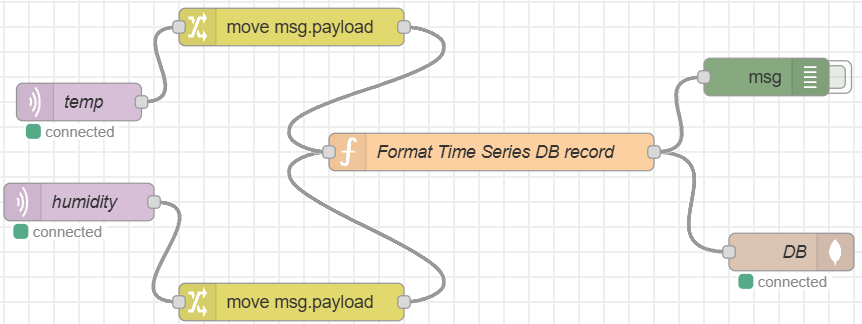 move msg.payload
temp
connected
msg
Format Time Series DB record
humidity
connected
DB
connected
move msg.payload